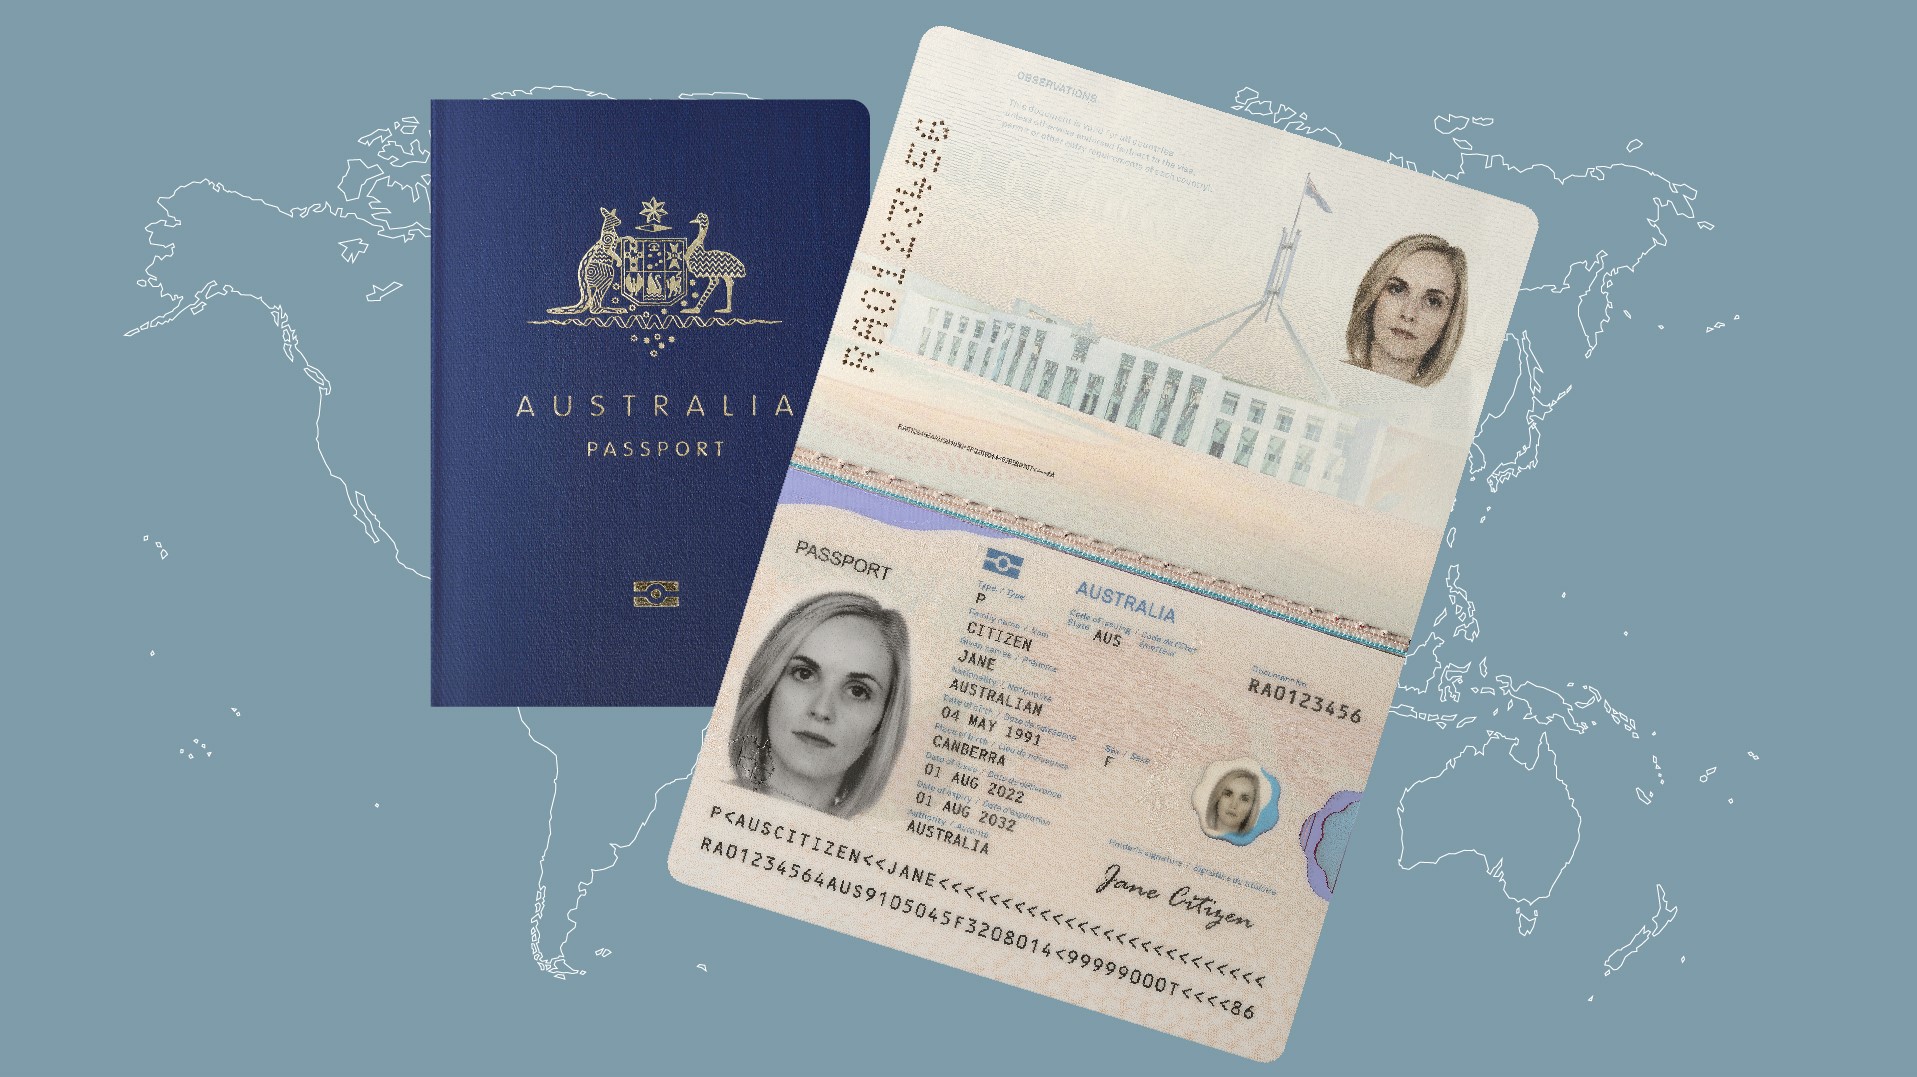 AUSTRALIA
PASSPORT
OBSERVATIONS
This document is valid for all countries
unless otherwise endorsed (subject to the visa,
permit or other entry requirements of each country).
RA0123456
PASSPORT
Type / Type
P
AUSTRALIA
Code of issuing / Code de l'État
State émetteur
AUS
Document No.
RA0123456
Family name / Nom
CITIZEN
Given names / Prénoms
JANE
Nationality / Nationalité
AUSTRALIAN
Date of birth / Date de naissance
04 MAY 1991
Sex / Sexe
F
Place of birth / Lieu de naissance
CANBERRA
Date of issue / Date de délivrance
01 AUG 2022
Date of expiry / Date d'expiration
01 AUG 2032
Authority / Autorité
AUSTRALIA
Holder's signature / Signature du titulaire
Jane Citizen
P<AUSCITIZEN<<JANE<<<<<<<<<<<<<<<<<<<<<<<<<<
RA01234564AUS9105045F3208014<99999000T<<<<86